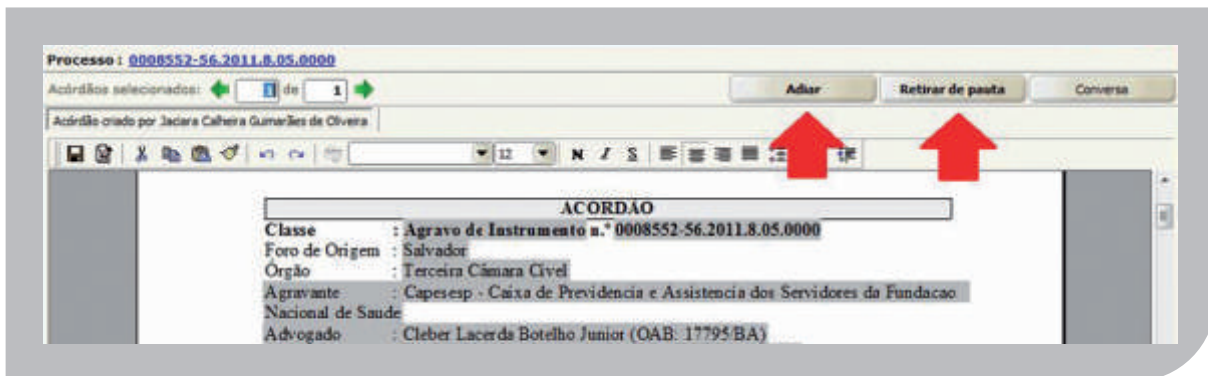 Processo : 0008552-56.2011.8.05.0000
Acórdãos selecionados: 1 de 1
Adiar Retirar de pauta Conversa
Acórdão criado por Jaciara Calheira Gumarães de Oliveira
12 N I S
ACORDÃO
Classe : Agravo de Instrumento n.º 0008552-56.2011.8.05.0000
Foro de Origem : Salvador
Órgão : Terceira Câmara Cível
Agravante : Capesesp - Caixa de Previdencia e Assistencia dos Servidores da Fundacao
Nacional de Saude
Advogado : Cleber Lacerda Botelho Junior (OAB: 17795/BA)